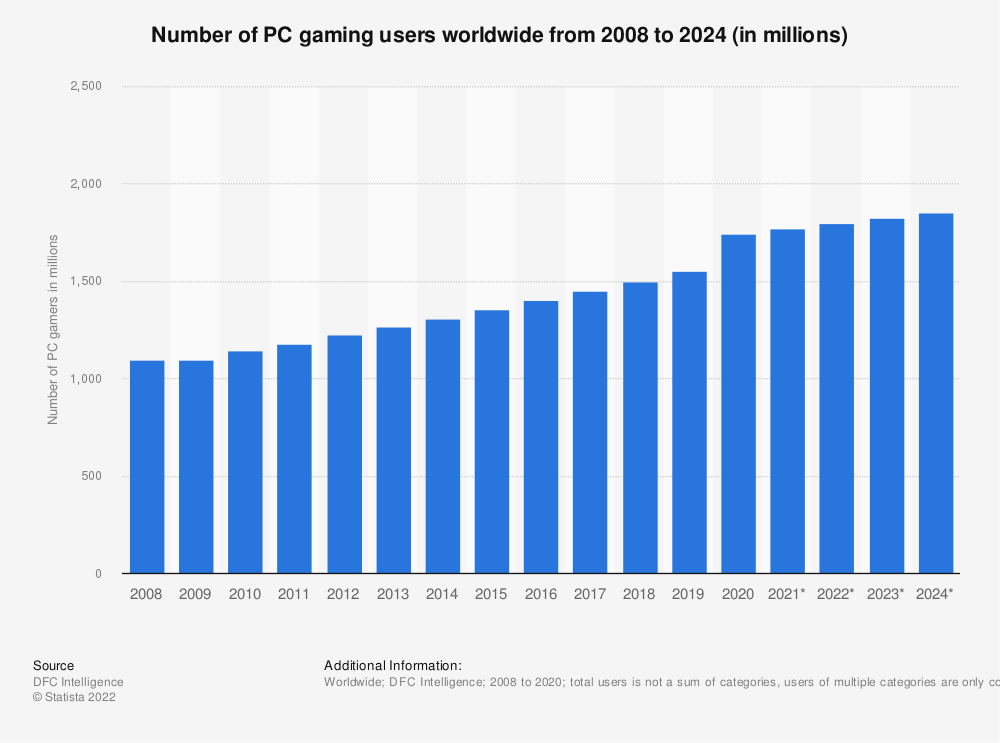 Number of PC gaming users worldwide from 2008 to 2024 (in millions)
2,500
2,000
1,500
1,000
500
0
Number of PC gamers in millions
2008 2009 2010 2011 2012 2013 2014 2015 2016 2017 2018 2019 2020 2021* 2022* 2023* 2024*
Source
DFC Intelligence
© Statista 2022
Additional Information:
Worldwide; DFC Intelligence; 2008 to 2020; total users is not a sum of categories, users of multiple categories are only